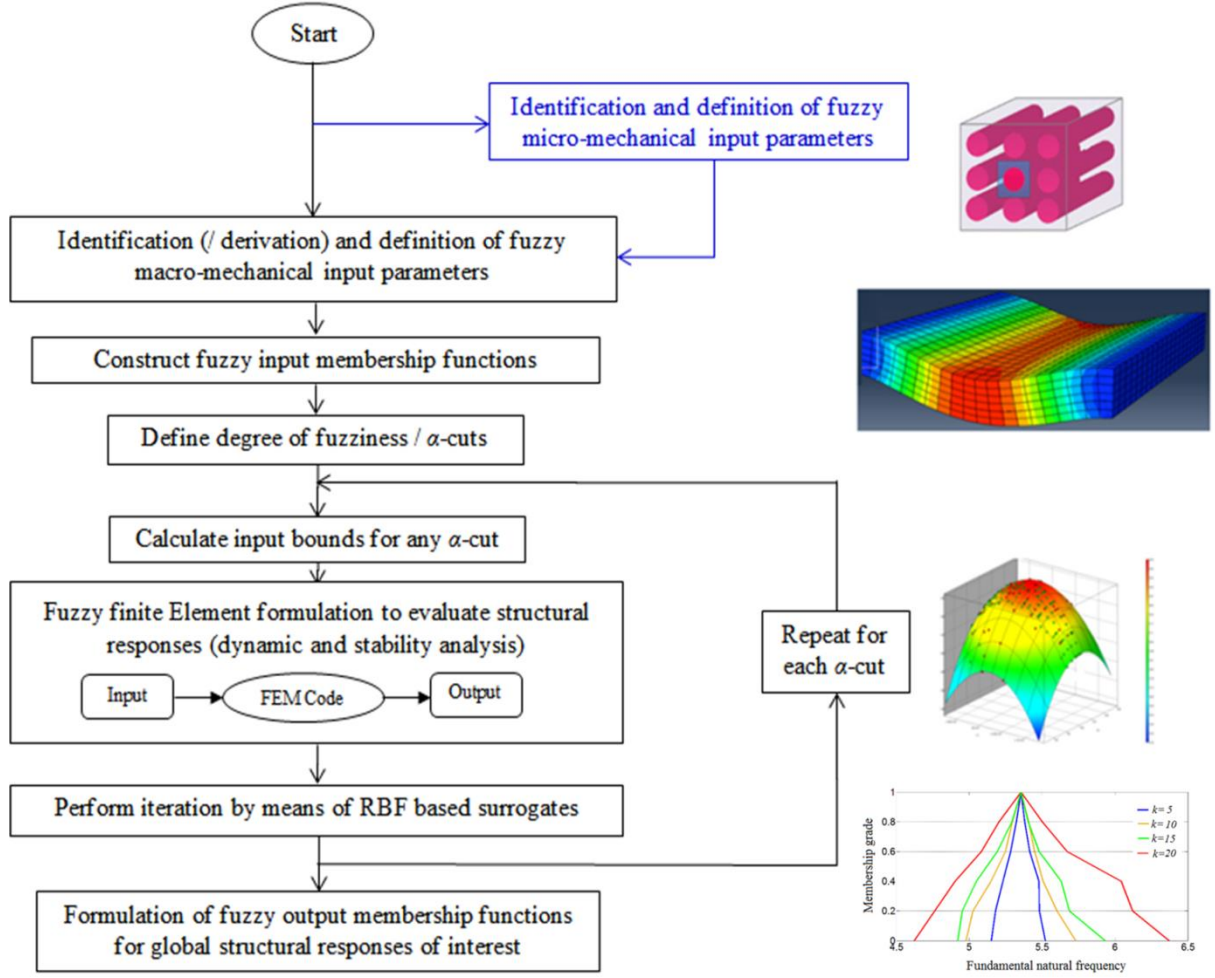 Start
Identification and definition of fuzzy
micro-mechanical input parameters
Identification (/ derivation) and definition of fuzzy
macro-mechanical input parameters
Construct fuzzy input membership functions
Define degree of fuzziness / α-cuts
Calculate input bounds for any α-cut
Fuzzy finite Element formulation to evaluate structural
responses (dynamic and stability analysis)
Input
FEM Code
Output
Repeat for
each α-cut
Perform iteration by means of RBF based surrogates
Formulation of fuzzy output membership functions
for global structural responses of interest
1
0.8
0.6
0.4
0.2
0
Membership grade
k= 5
k= 10
k=15
k=20
4.5
5
5.5
6
6.5
Fundamental natural frequency